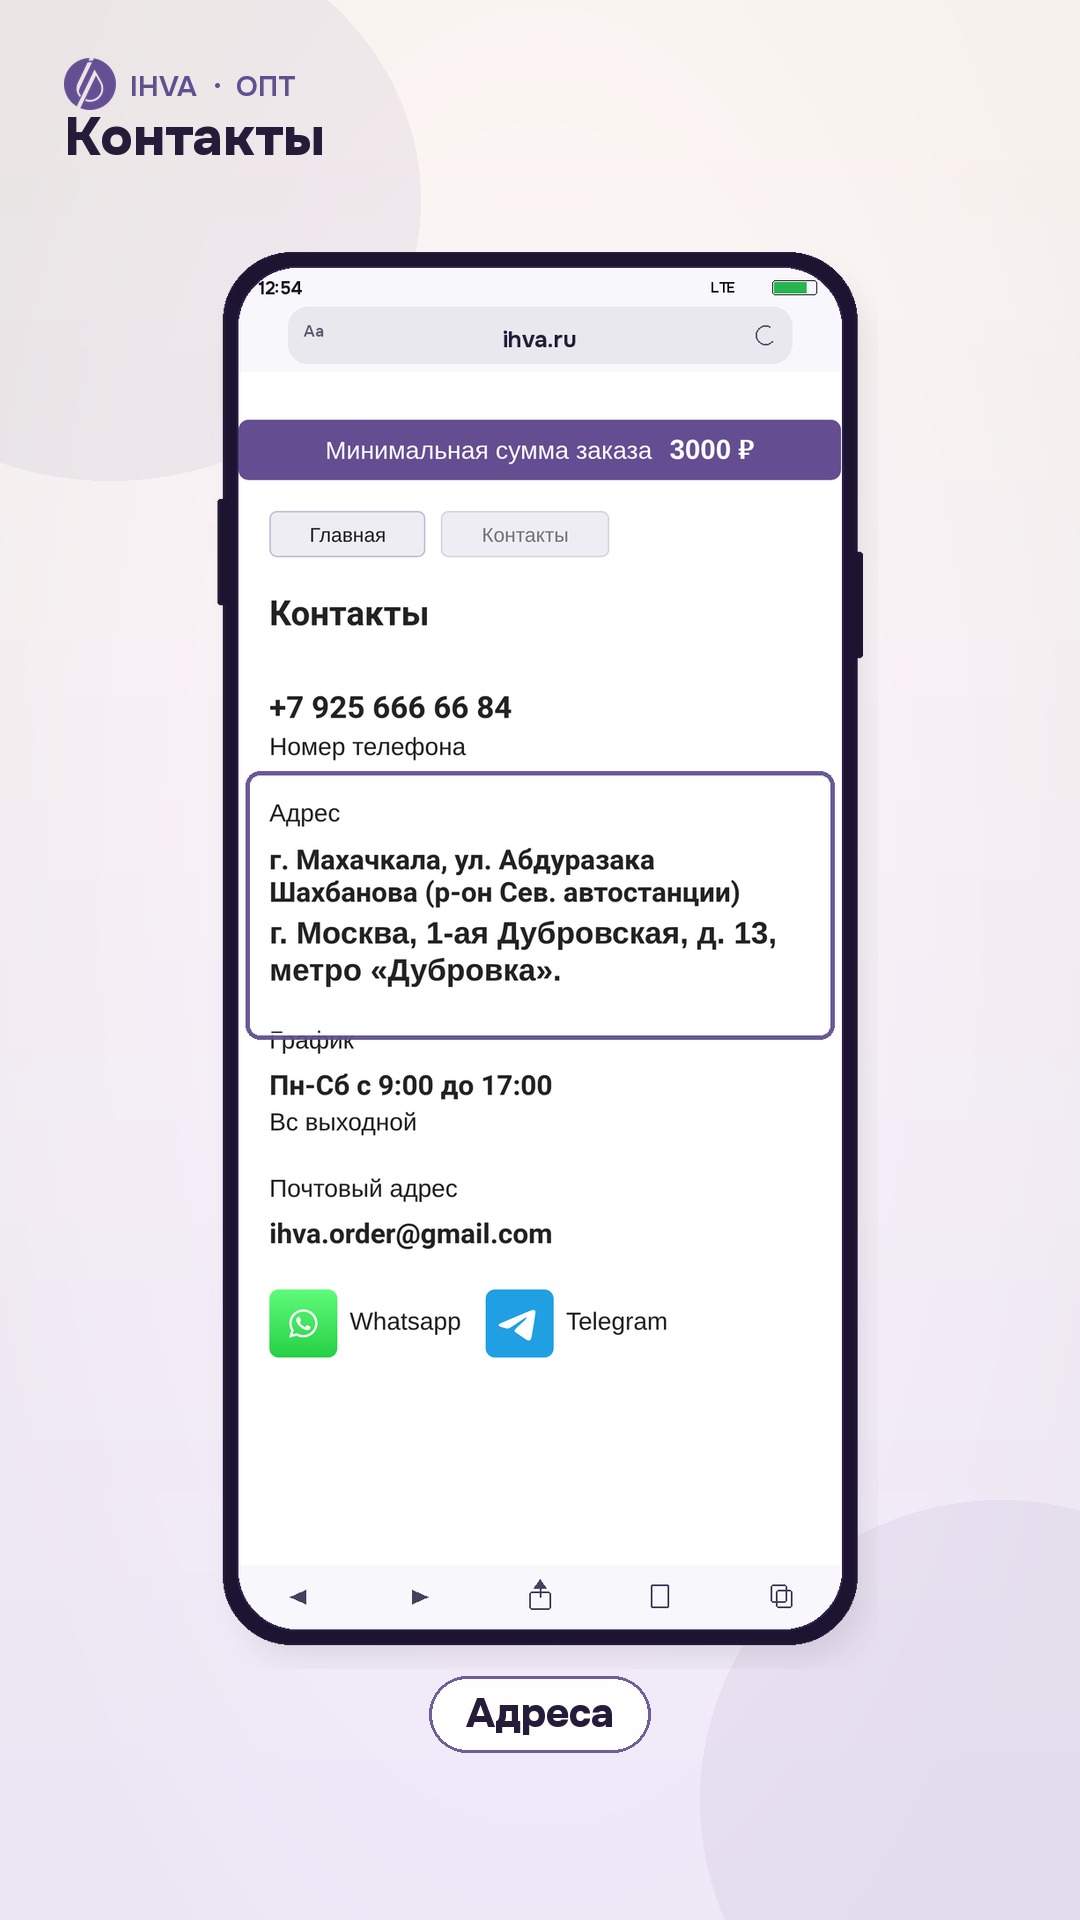 IHVA · ОПТ
Контакты
12:54
LTE
Aa
ihva.ru
Минимальная сумма заказа 3000 ₽
Главная
Контакты
Контакты
+7 925 666 66 84
Номер телефона
Адрес
г. Махачкала, ул. Абдуразака
Шахбанова (р-он Сев. автостанции)
г. Москва, 1-ая Дубровская, д. 13,
метро «Дубровка».
График
Пн-Сб с 9:00 до 17:00
Вс выходной
Почтовый адрес
ihva.order@gmail.com
Whatsapp
Telegram
Адреса